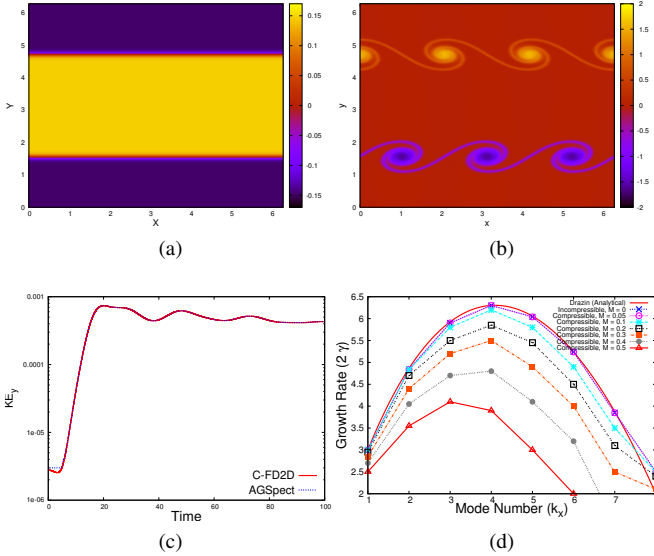 6
5
4
3
2
1
0
Y
0 1 2 3 4 5 6
X
0.15
0.1
0.05
0
-0.05
-0.1
-0.15
(a)
6
5
4
3
2
1
0
y
0 1 2 3 4 5 6
x
2
1.5
1
0.5
0
-0.5
-1
-1.5
-2
(b)
0.001
0.0001
1e-05
1e-06
KEy
0 20 40 60 80 100
Time
C-FD2D
AGSpect
(c)
6.5
6
5.5
5
4.5
4
3.5
3
2.5
2
Growth Rate (2 γ)
1 2 3 4 5 6 7
Mode Number (kx)
Drazin (Analytical)
Incompressible, M = 0
Compressible, M = 0.05
Compressible, M = 0.1
Compressible, M = 0.2
Compressible, M = 0.3
Compressible, M = 0.4
Compressible, M = 0.5
(d)